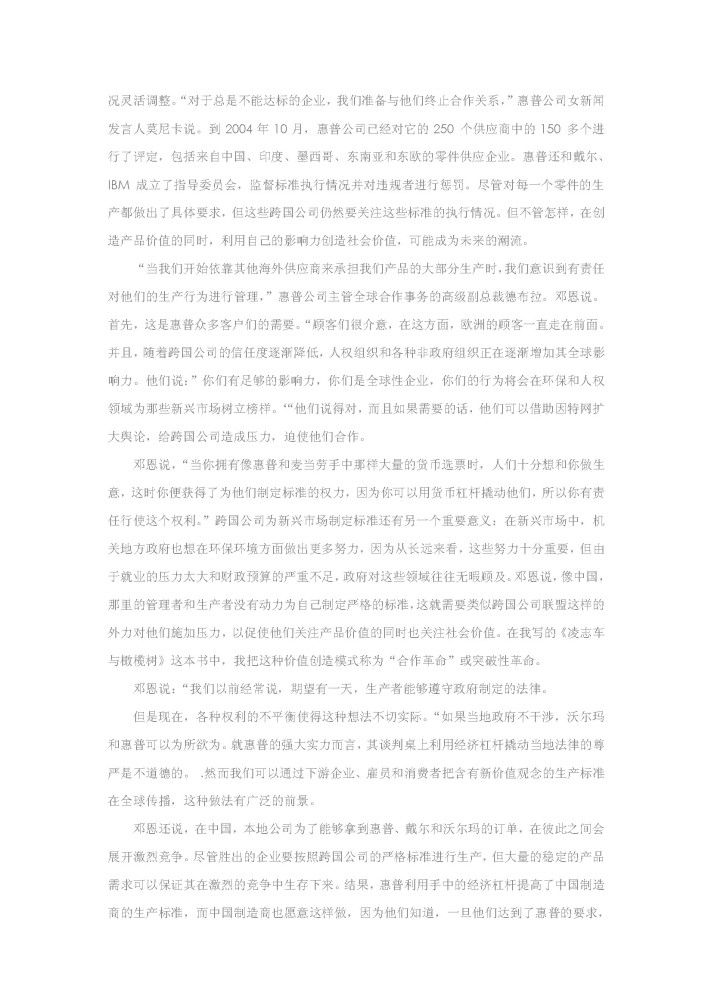 况灵活调整。“对于总是不能达标的企业，我们准备与他们终止合作关系，”惠普公司女新闻
发言人莫尼卡说。到 2004 年 10 月，惠普公司已经对它的 250 个供应商中的 150 多个进
行了评定，包括来自中国、印度、墨西哥、东南亚和东欧的零件供应企业。惠普还和戴尔、
IBM 成立了指导委员会，监督标准执行情况并对违规者进行惩罚。尽管对每一个零件的生
产都做出了具体要求，但这些跨国公司仍然要关注这些标准的执行情况。但不管怎样，在创
造产品价值的同时，利用自己的影响力创造社会价值，可能成为未来的潮流。
“当我们开始依靠其他海外供应商来承担我们产品的大部分生产时，我们意识到有责任
对他们的生产行为进行管理，”惠普公司主管全球合作事务的高级副总裁德布拉。邓恩说。
首先，这是惠普众多客户们的需要。“顾客们很介意，在这方面，欧洲的顾客一直走在前面。
并且，随着跨国公司的信任度逐渐降低，人权组织和各种非政府组织正在逐渐增加其全球影
响力。他们说：”你们有足够的影响力，你们是全球性企业，你们的行为将会在环保和人权
领域为那些新兴市场树立榜样。‘“他们说得对，而且如果需要的话，他们可以借助因特网扩
大舆论，给跨国公司造成压力，迫使他们合作。
邓恩说，“当你拥有像惠普和麦当劳手中那样大量的货币选票时，人们十分想和你做生
意，这时你便获得了为他们制定标准的权力，因为你可以用货币杠杆撬动他们，所以你有责
任行使这个权利。”跨国公司为新兴市场制定标准还有另一个重要意义：在新兴市场中，机
关地方政府也想在环保环境方面做出更多努力，因为从长远来看，这些努力十分重要，但由
于就业的压力太大和财政预算的严重不足，政府对这些领域往往无暇顾及。邓恩说，像中国，
那里的管理者和生产者没有动力为自己制定严格的标准，这就需要类似跨国公司联盟这样的
外力对他们施加压力，以促使他们关注产品价值的同时也关注社会价值。在我写的《凌志车
与橄榄树》这本书中，我把这种价值创造模式称为“合作革命”或突破性革命。
邓恩说：“我们以前经常说，期望有一天，生产者能够遵守政府制定的法律。
但是现在，各种权利的不平衡使得这种想法不切实际。“如果当地政府不干涉，沃尔玛
和惠普可以为所欲为。就惠普的强大实力而言，其谈判桌上利用经济杠杆撬动当地法律的尊
严是不道德的。 .然而我们可以通过下游企业、雇员和消费者把含有新价值观念的生产标准
在全球传播，这种做法有广泛的前景。
邓恩还说，在中国，本地公司为了能够拿到惠普、戴尔和沃尔玛的订单，在彼此之间会
展开激烈竞争。尽管胜出的企业要按照跨国公司的严格标准进行生产，但大量的稳定的产品
需求可以保证其在激烈的竞争中生存下来。结果，惠普利用手中的经济杠杆提高了中国制造
商的生产标准，而中国制造商也愿意这样做，因为他们知道，一旦他们达到了惠普的要求，